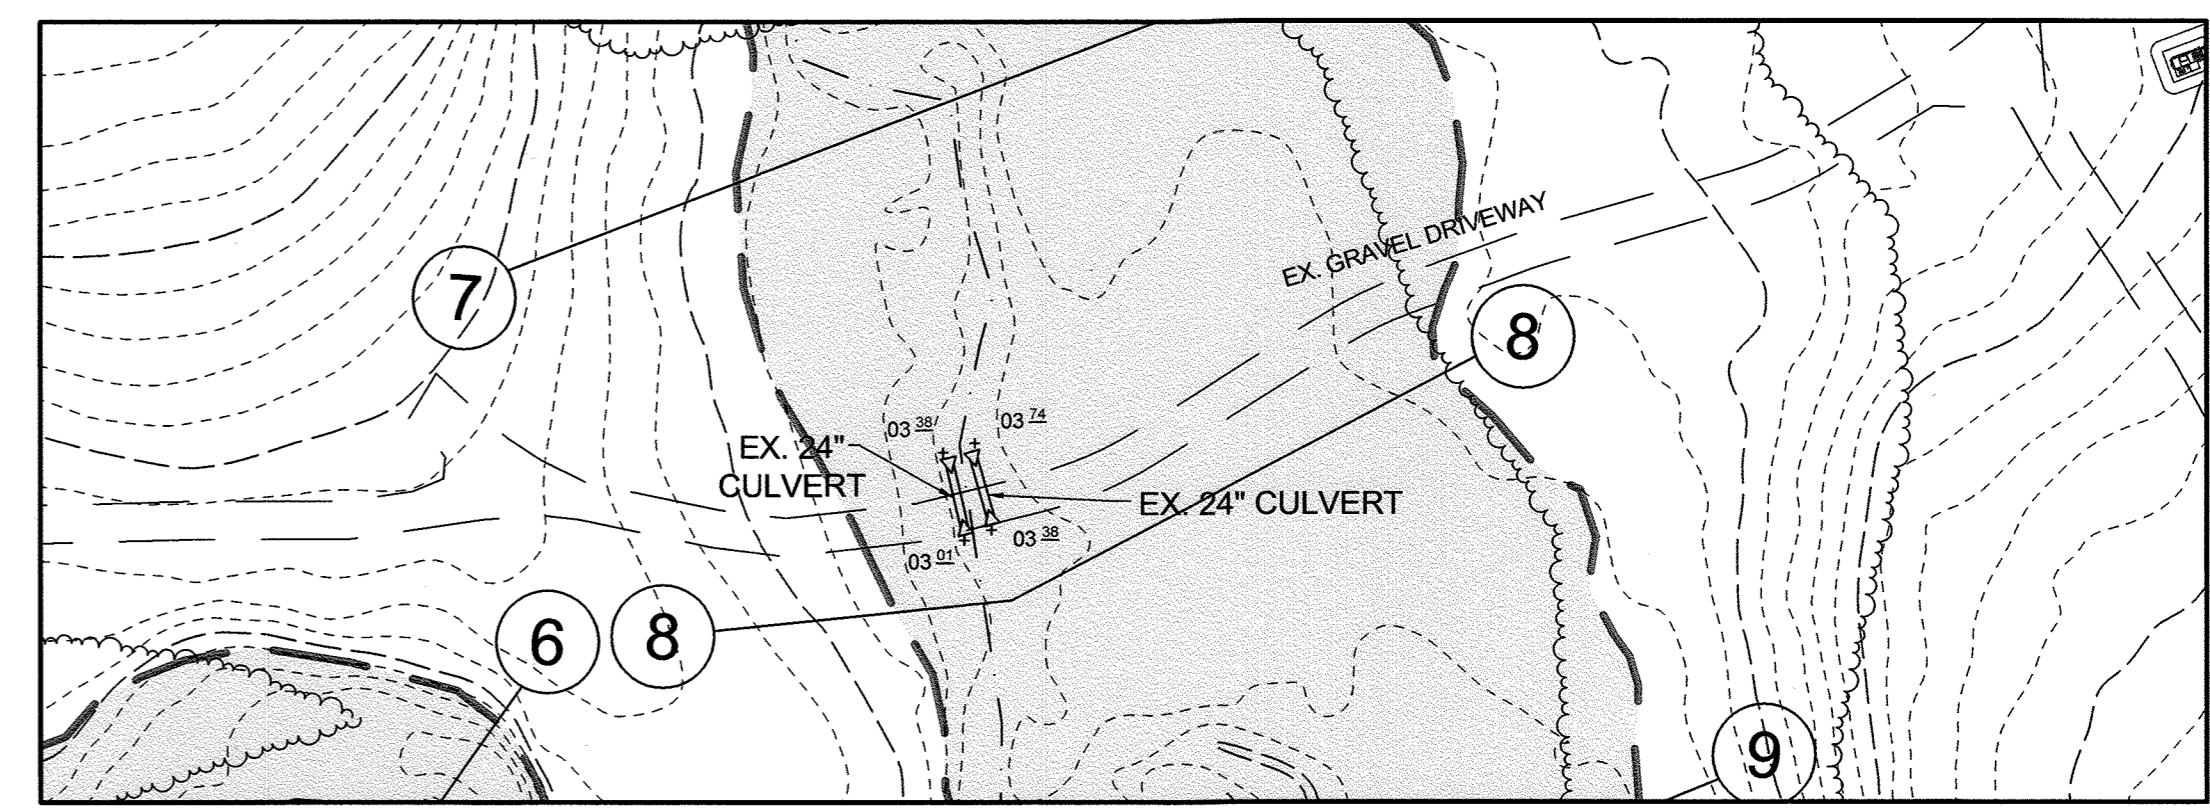 EX. GRAVEL DRIVEWAY
7
8
03 38
03 74
EX. 24"
CULVERT
EX. 24" CULVERT
03 38
03 01
6
8
9